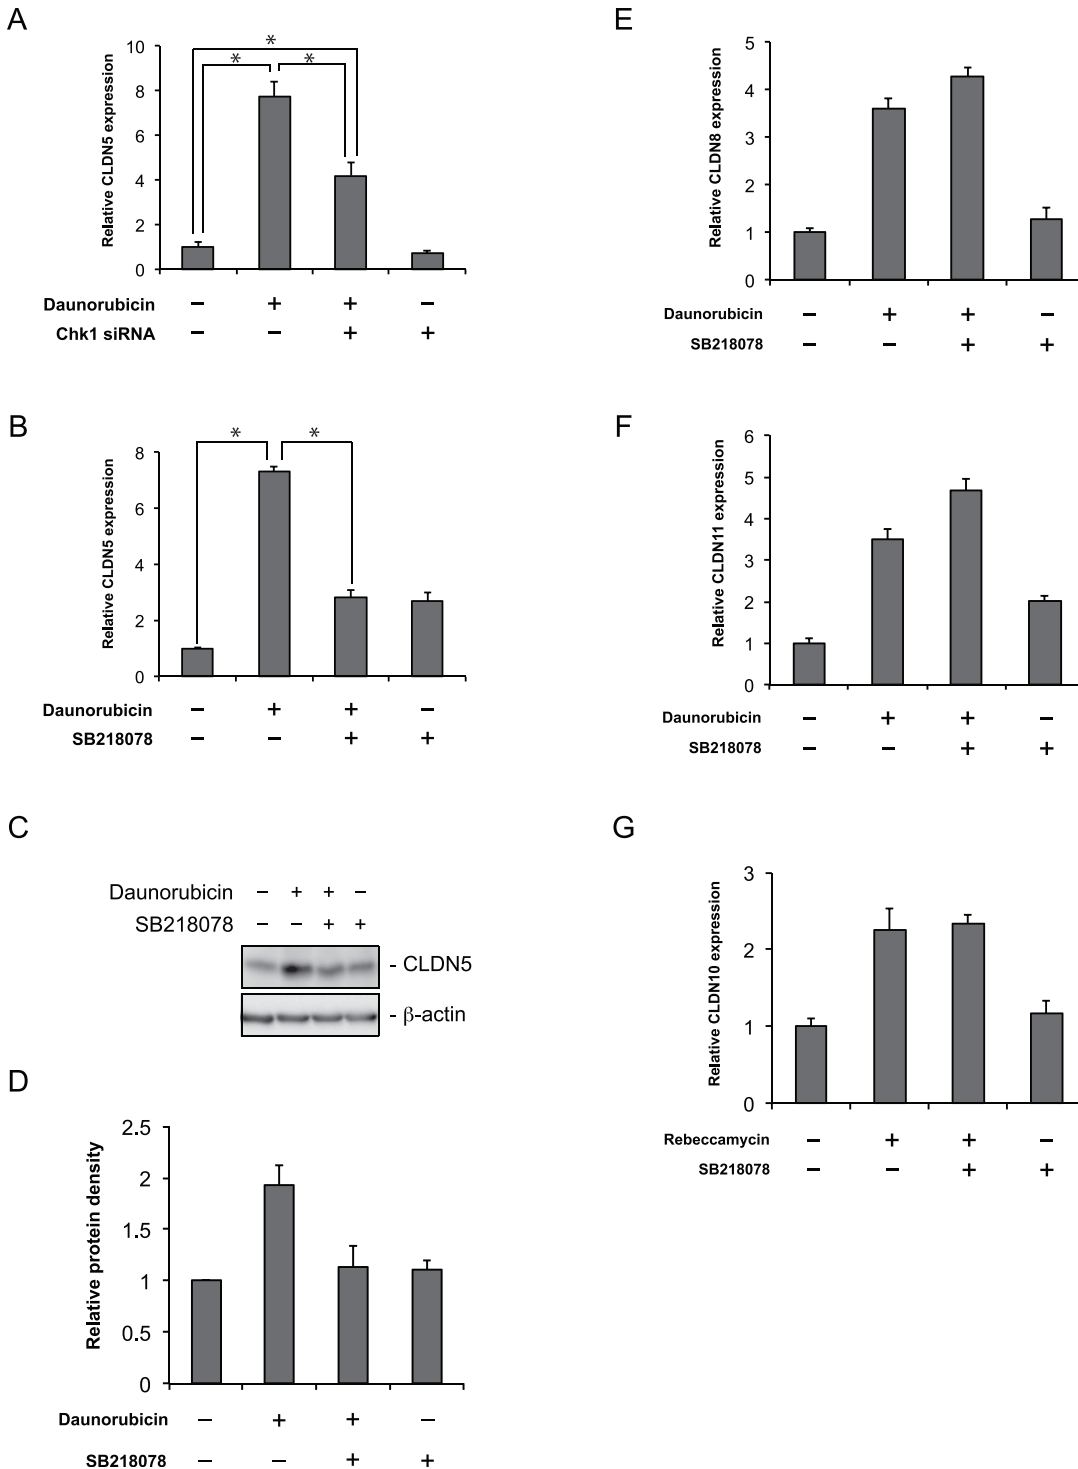 A
Relative CLDN5 expression
10
8
6
4
2
0
* * *
Daunorubicin − + + −
Chk1 siRNA − − + +
B
Relative CLDN5 expression
8
6
4
2
0
* *
Daunorubicin − + + −
SB218078 − − + +
C
Daunorubicin − + + −
SB218078 − − + +
- CLDN5
- β-actin
D
Relative protein density
2.5
2
1.5
1
0.5
0
Daunorubicin − + + −
SB218078 − − + +
E
Relative CLDN8 expression
5
4
3
2
1
0
Daunorubicin − + + −
SB218078 − − + +
F
Relative CLDN11 expression
6
5
4
3
2
1
0
Daunorubicin − + + −
SB218078 − − + +
G
Relative CLDN10 expression
3
2
1
0
Rebeccamycin − + + −
SB218078 − − + +